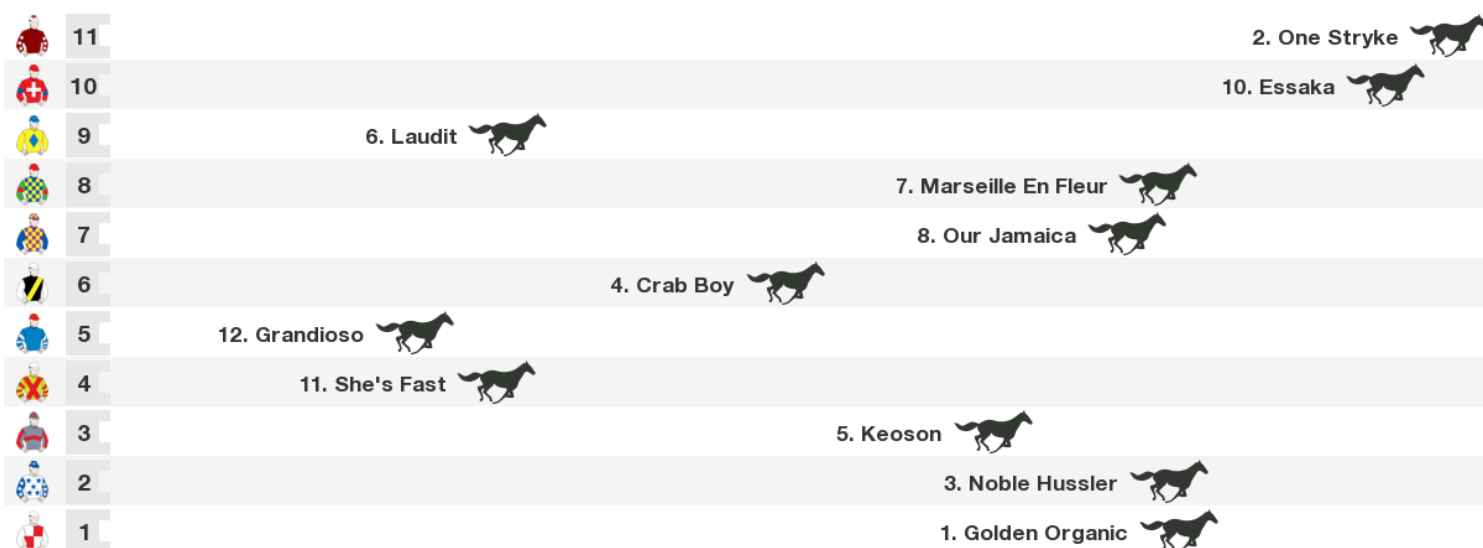 11 2. One Stryke
10 10. Essaka
9 6. Laudit
8 7. Marseille En Fleur
7 8. Our Jamaica
6 4. Crab Boy
5 12. Grandioso
4 11. She's Fast
3 5. Keoson
2 3. Noble Hussler
1 1. Golden Organic